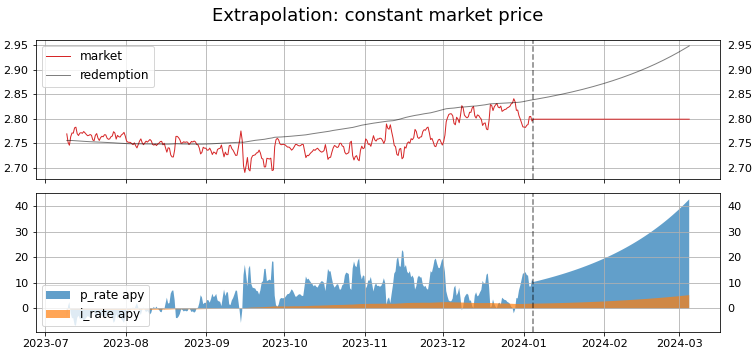 Extrapolation: constant market price
2.95 2.95
market
2.90 redemption 2.90
2.85 2.85
2.80 2.80
2.75 2.75
2.70 2.70
40 40
30 30
20 20
10 10
p_rate apy
0 i_rate apy 0
2023-07 2023-08 2023-09 2023-10 2023-11 2023-12 2024-01 2024-02 2024-03